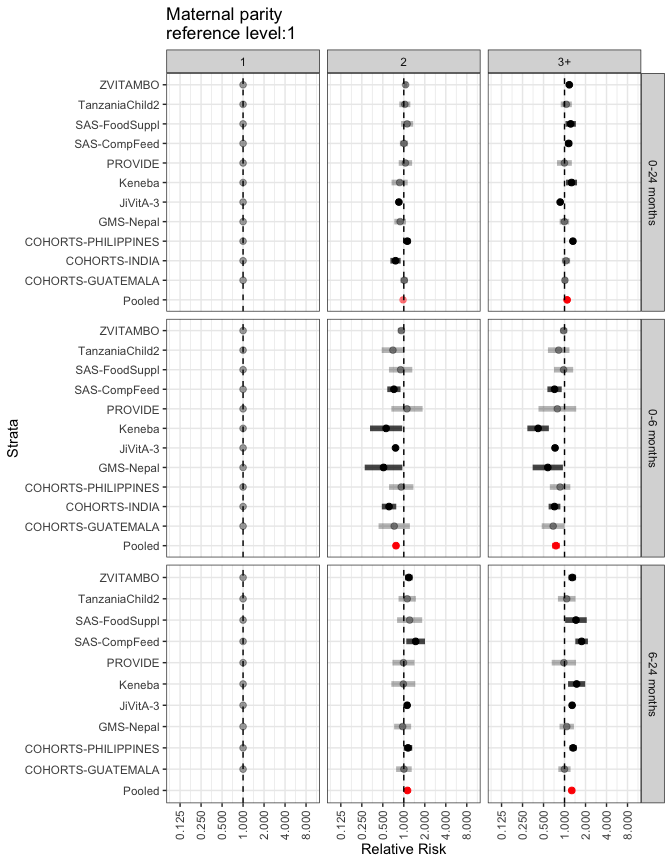 Maternal parity
reference level:1
1
2
3+
ZVITAMBO
TanzaniaChild2
SAS-FoodSuppl
SAS-CompFeed
PROVIDE
Keneba
JiVitA-3
GMS-Nepal
COHORTS-PHILIPPINES
COHORTS-INDIA
COHORTS-GUATEMALA
Pooled
0-24 months
ZVITAMBO
TanzaniaChild2
SAS-FoodSuppl
SAS-CompFeed
PROVIDE
Keneba
JiVitA-3
GMS-Nepal
COHORTS-PHILIPPINES
COHORTS-INDIA
COHORTS-GUATEMALA
Pooled
0-6 months
ZVITAMBO
TanzaniaChild2
SAS-FoodSuppl
SAS-CompFeed
PROVIDE
Keneba
JiVitA-3
GMS-Nepal
COHORTS-PHILIPPINES
COHORTS-GUATEMALA
Pooled
6-24 months
Strata
0.125
0.250
0.500
1.000
2.000
4.000
8.000
0.125
0.250
0.500
1.000
2.000
4.000
8.000
0.125
0.250
0.500
1.000
2.000
4.000
8.000
Relative Risk